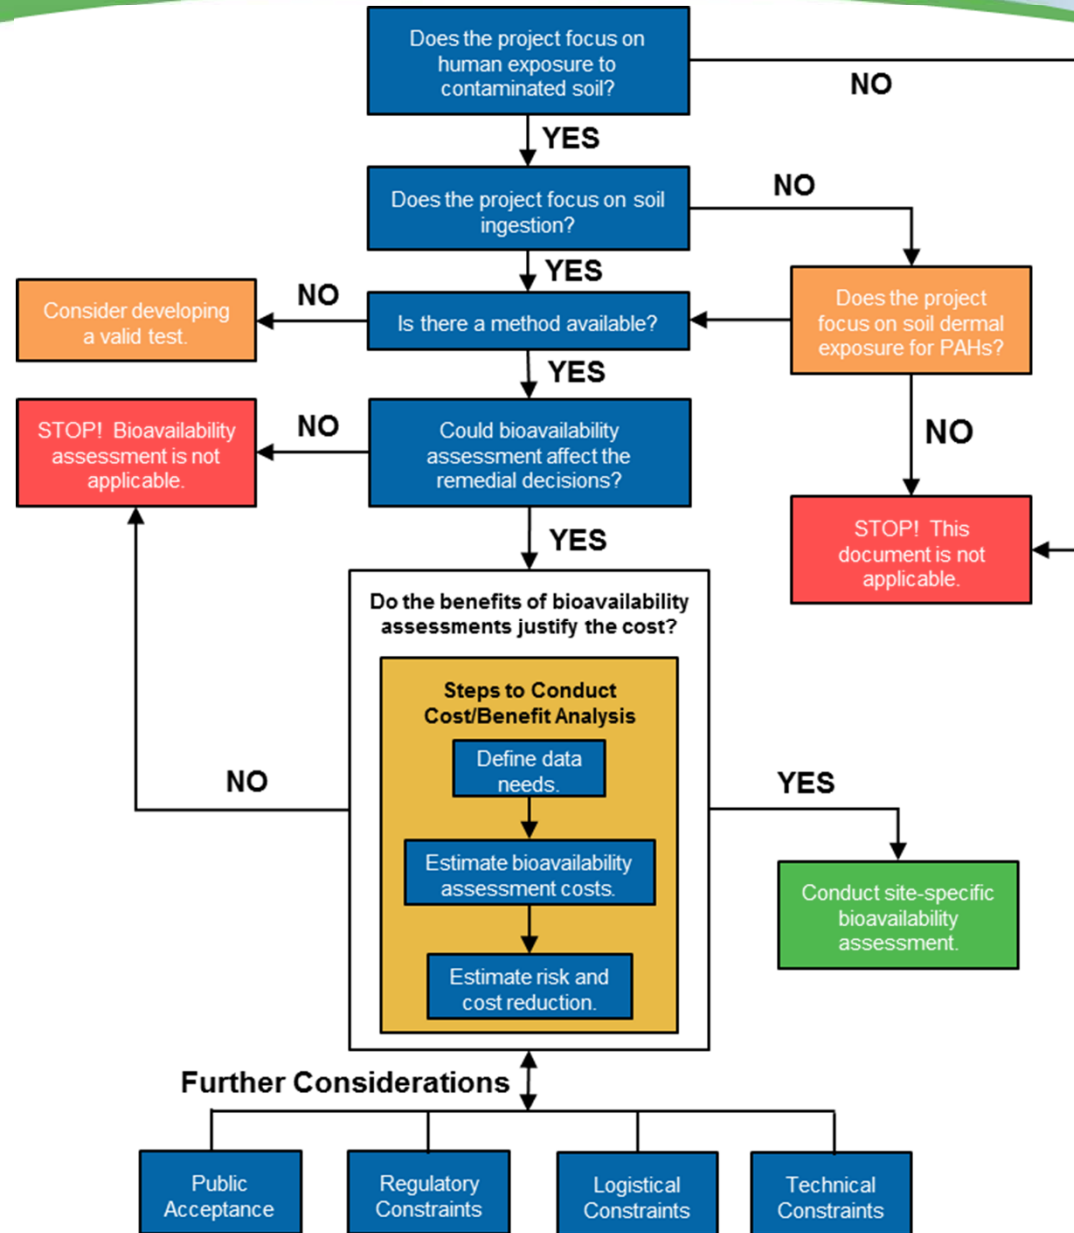 Does the project focus on
human exposure to
contaminated soil?
NO
YES
Does the project focus on soil
ingestion?
NO
YES
Consider developing
a valid test.
NO
Is there a method available?
Does the project
focus on soil dermal
exposure for PAHs?
YES
STOP! Bioavailability
assessment is not
applicable.
NO
Could bioavailability
assessment affect the
remedial decisions?
NO
YES
STOP! This
document is not
applicable.
Do the benefits of bioavailability
assessments justify the cost?
Steps to Conduct
Cost/Benefit Analysis
Define data
needs.
NO
YES
Estimate bioavailability
assessment costs.
Conduct site-specific
bioavailability
assessment.
Estimate risk and
cost reduction.
Further Considerations
Public
Acceptance
Regulatory
Constraints
Logistical
Constraints
Technical
Constraints